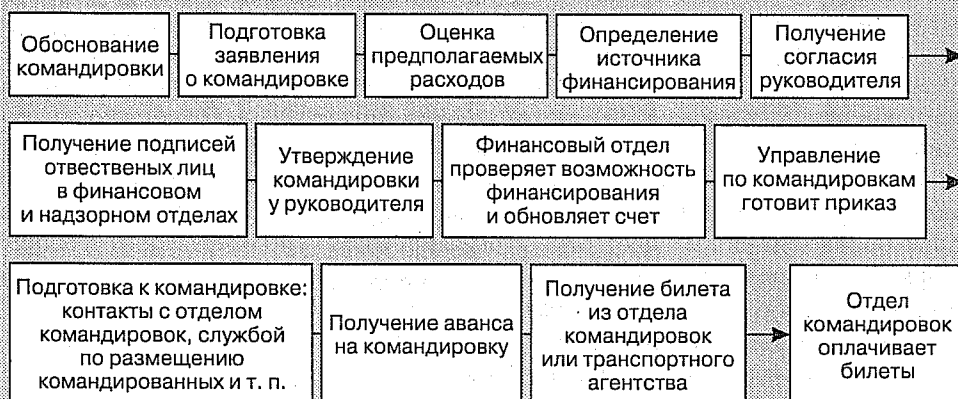 Обоснование
командировки
Подготовка
заявления
о командировке
Оценка
предполагаемых
расходов
Определение
источника
финансирования
Получение
согласия
руководителя
Получение подписей
отвественых лиц
в финансовом
и надзорном отделах
Утверждение
командировки
у руководителя
Финансовый отдел
проверяет возможность
финансирования
и обновляет счет
Управление
по командировкам
готовит приказ
Подготовка к командировке:
контакты с отделом
командировок, службой
по размещению
командированных и т. п.
Получение аванса
на командировку
Получение билета
из отдела
командировок
или транспортного
агентства
Отдел
командировок
оплачивает
билеты